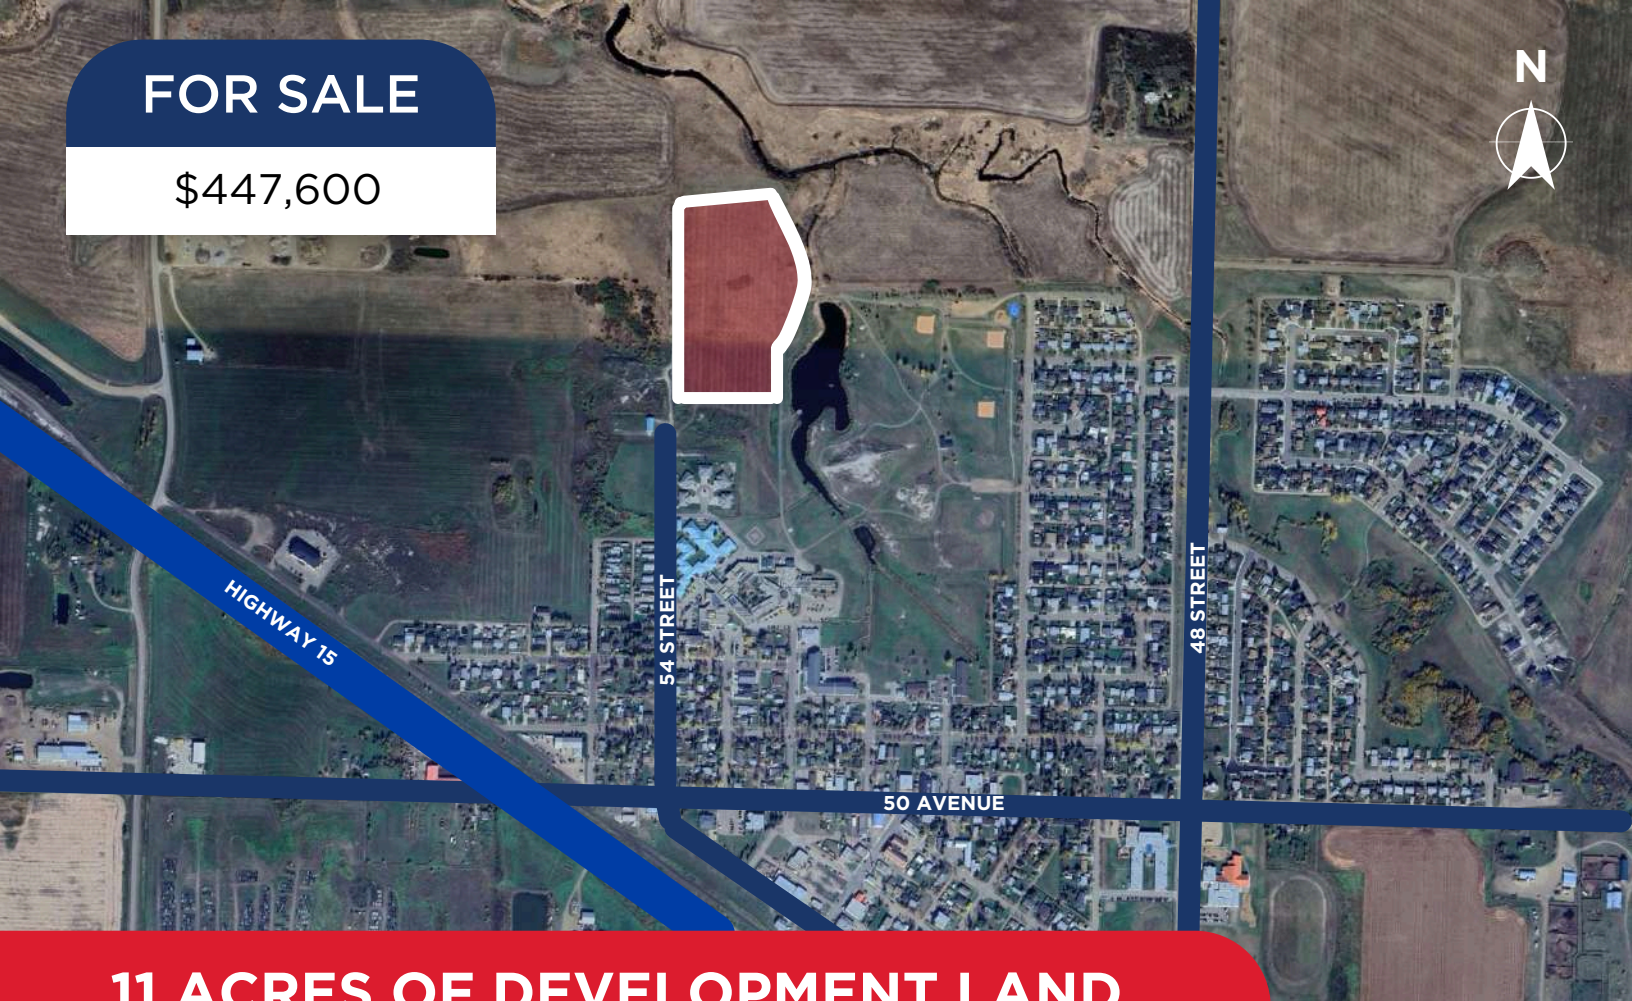 FOR SALE
$447,600
N
HIGHWAY 15
54 STREET
48 STREET
50 AVENUE
11 ACRES OF DEVELOPMENT LAND